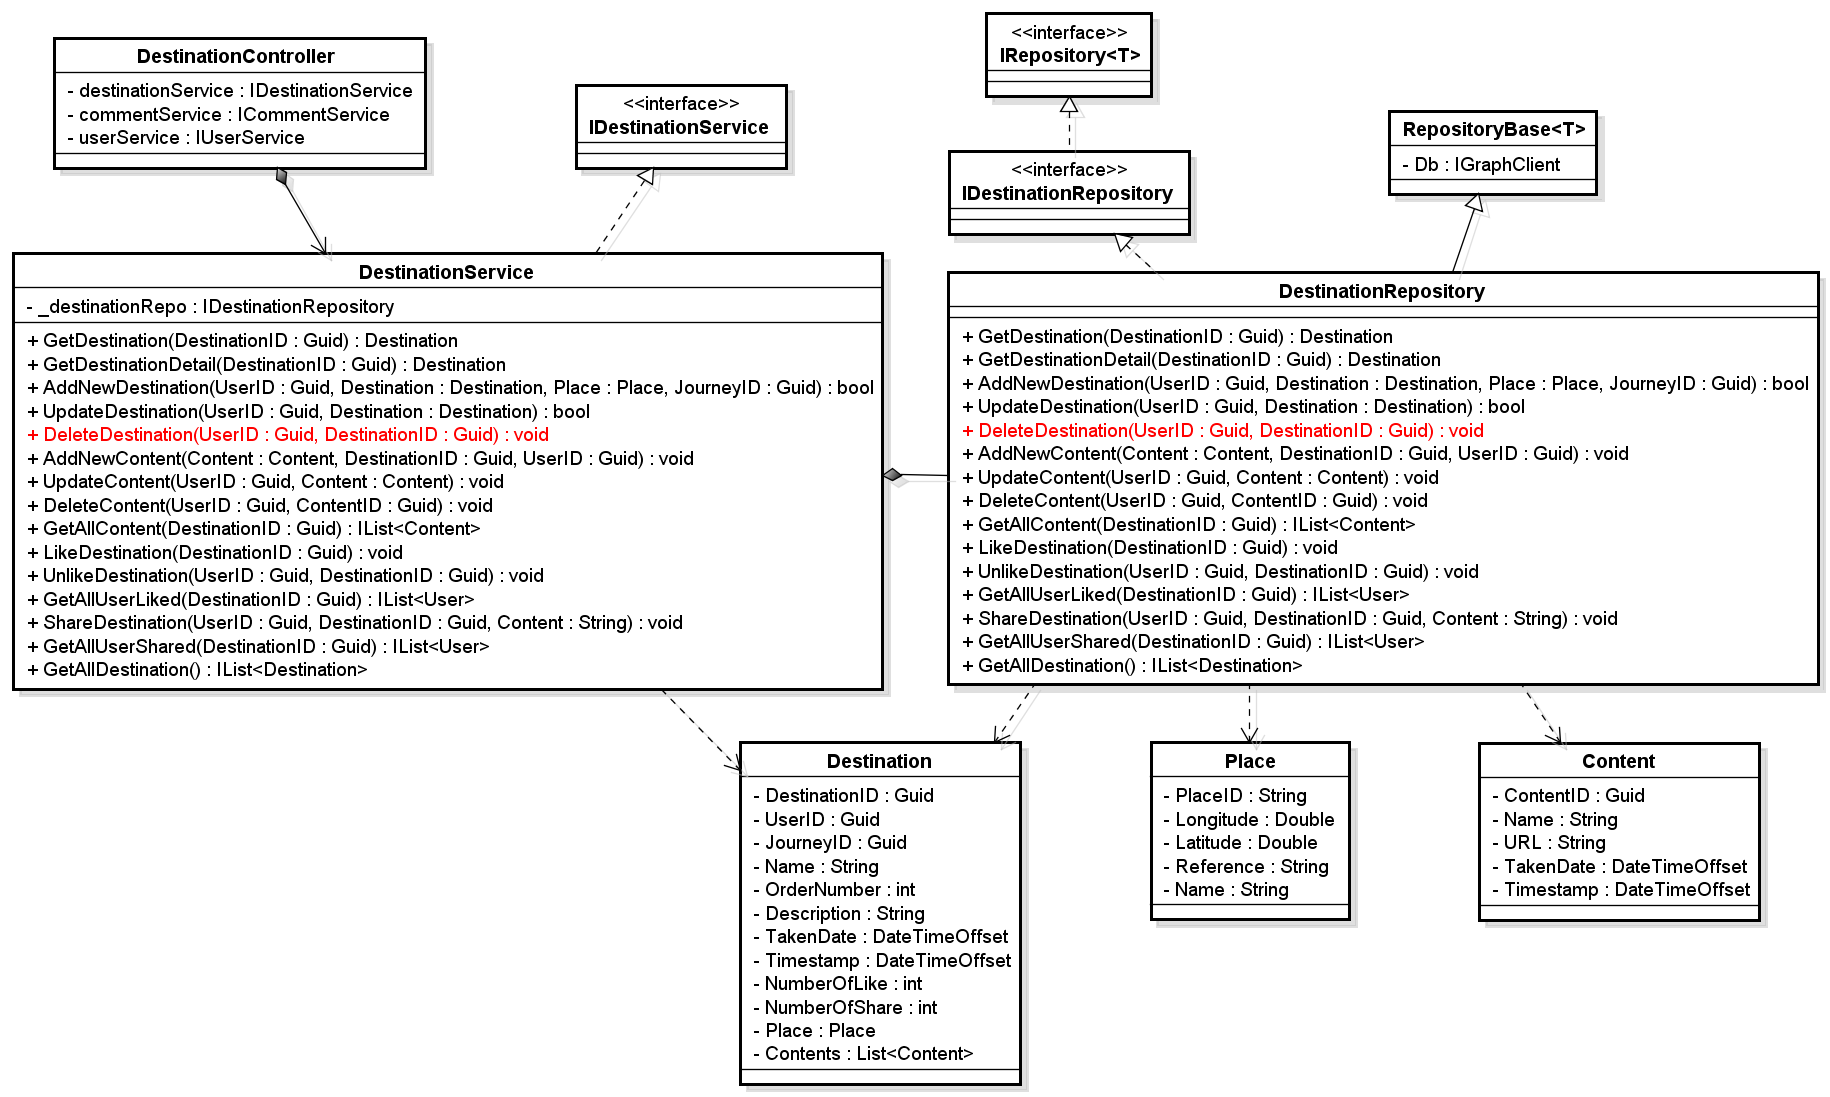 DestinationController
- destinationService : IDestinationService
- commentService : ICommentService
- userService : IUserService
<<interface>>
IDestinationService
<<interface>>
IRepository<T>
<<interface>>
IDestinationRepository
RepositoryBase<T>
- Db : IGraphClient
DestinationService
- _destinationRepo : IDestinationRepository
+ GetDestination(DestinationID : Guid) : Destination
+ GetDestinationDetail(DestinationID : Guid) : Destination
+ AddNewDestination(UserID : Guid, Destination : Destination, Place : Place, JourneyID : Guid) : bool
+ UpdateDestination(UserID : Guid, Destination : Destination) : bool
+ DeleteDestination(UserID : Guid, DestinationID : Guid) : void
+ AddNewContent(Content : Content, DestinationID : Guid, UserID : Guid) : void
+ UpdateContent(UserID : Guid, Content : Content) : void
+ DeleteContent(UserID : Guid, ContentID : Guid) : void
+ GetAllContent(DestinationID : Guid) : IList<Content>
+ LikeDestination(DestinationID : Guid) : void
+ UnlikeDestination(UserID : Guid, DestinationID : Guid) : void
+ GetAllUserLiked(DestinationID : Guid) : IList<User>
+ ShareDestination(UserID : Guid, DestinationID : Guid, Content : String) : void
+ GetAllUserShared(DestinationID : Guid) : IList<User>
+ GetAllDestination() : IList<Destination>
DestinationRepository
+ GetDestination(DestinationID : Guid) : Destination
+ GetDestinationDetail(DestinationID : Guid) : Destination
+ AddNewDestination(UserID : Guid, Destination : Destination, Place : Place, JourneyID : Guid) : bool
+ UpdateDestination(UserID : Guid, Destination : Destination) : bool
+ DeleteDestination(UserID : Guid, DestinationID : Guid) : void
+ AddNewContent(Content : Content, DestinationID : Guid, UserID : Guid) : void
+ UpdateContent(UserID : Guid, Content : Content) : void
+ DeleteContent(UserID : Guid, ContentID : Guid) : void
+ GetAllContent(DestinationID : Guid) : IList<Content>
+ LikeDestination(DestinationID : Guid) : void
+ UnlikeDestination(UserID : Guid, DestinationID : Guid) : void
+ GetAllUserLiked(DestinationID : Guid) : IList<User>
+ ShareDestination(UserID : Guid, DestinationID : Guid, Content : String) : void
+ GetAllUserShared(DestinationID : Guid) : IList<User>
+ GetAllDestination() : IList<Destination>
Destination
- DestinationID : Guid
- UserID : Guid
- JourneyID : Guid
- Name : String
- OrderNumber : int
- Description : String
- TakenDate : DateTimeOffset
- Timestamp : DateTimeOffset
- NumberOfLike : int
- NumberOfShare : int
- Place : Place
- Contents : List<Content>
Place
- PlaceID : String
- Longitude : Double
- Latitude : Double
- Reference : String
- Name : String
Content
- ContentID : Guid
- Name : String
- URL : String
- TakenDate : DateTimeOffset
- Timestamp : DateTimeOffset